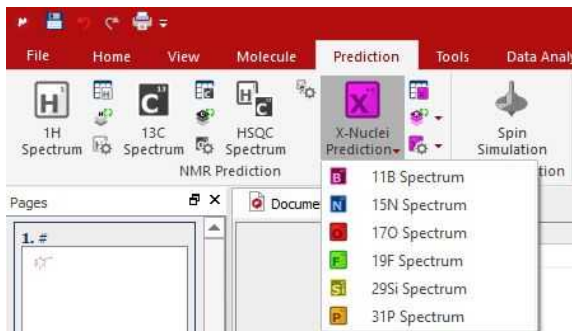 File Home View Molecule Prediction Tools Data Analy
1H Spectrum
13C Spectrum
HSQC Spectrum
X-Nuclei Prediction
Spin Simulation
NMR Prediction
tion
Pages
Docume
1. #
11B Spectrum
15N Spectrum
17O Spectrum
19F Spectrum
29Si Spectrum
31P Spectrum